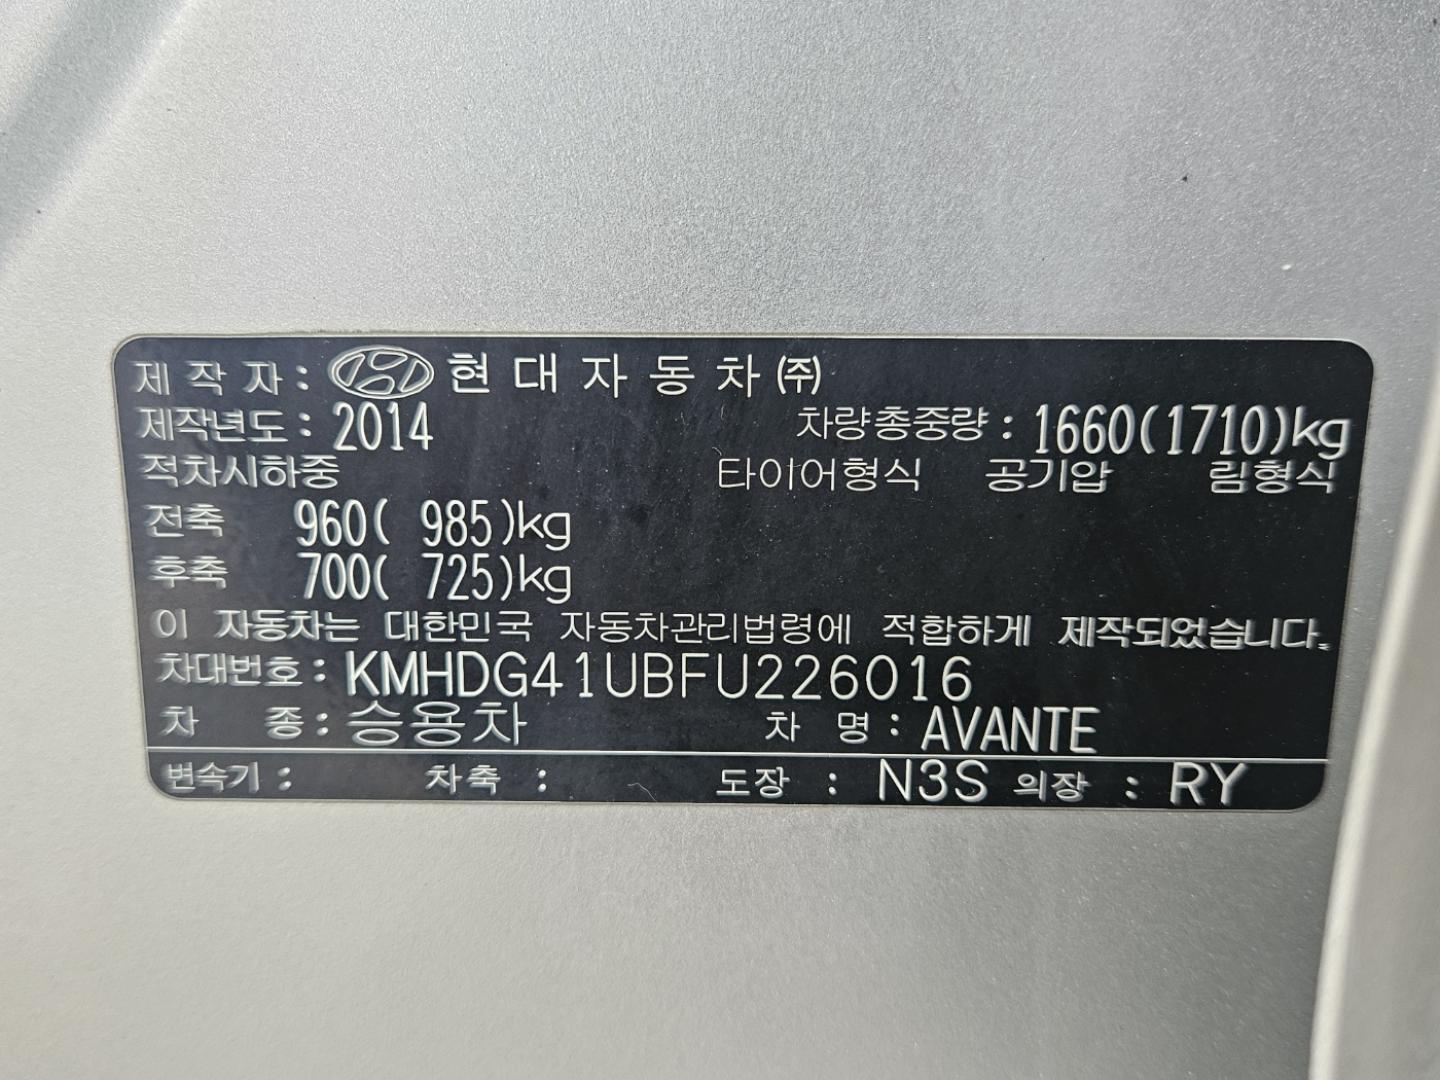 제 작 자 : 현 대 자 동 차 ㈜
제작년도 : 2014 차량총중량 : 1660(1710)kg
적차시하중 타이어형식 공기압 림형식
전축 960( 985)kg
후축 700( 725)kg
이 자동차는 대한민국 자동차관리법령에 적합하게 제작되었습니다.
차대번호 : KMHDG41UBFU226016
차 종 : 승용차 차 명 : AVANTE
변속기 : 차축 : 도장 : N3S 의장 : RY